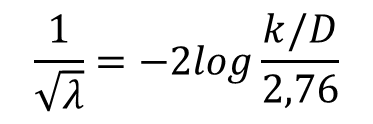 1/√λ = −2log (k/D)/2,76